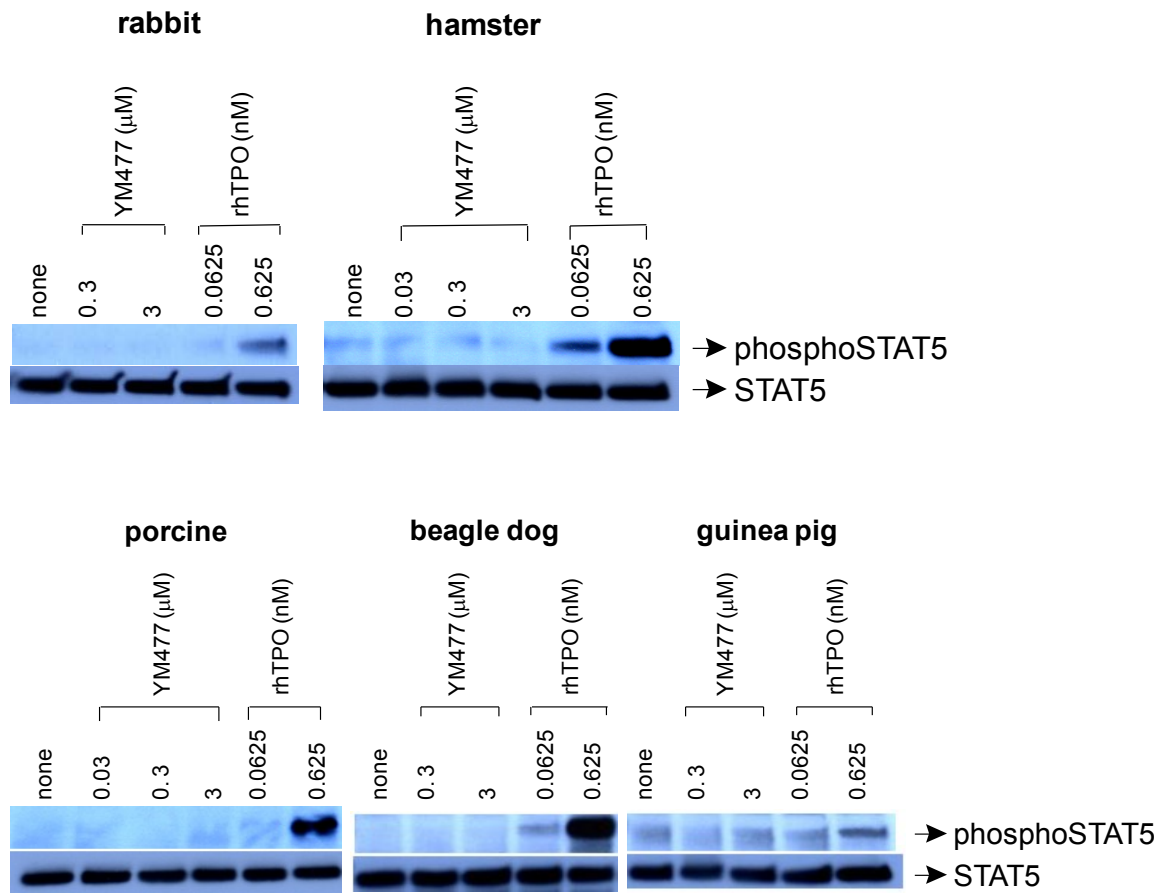 rabbit
hamster
YM477 (μM)
rhTPO (nM)
YM477 (μM)
rhTPO (nM)
none
0. 3
3
0.0625
0.625
none
0.03
0. 3
3
0.0625
0.625
phosphoSTAT5
STAT5
porcine
beagle dog
guinea pig
YM477 (μM)
rhTPO (nM)
YM477 (μM)
rhTPO (nM)
YM477 (μM)
rhTPO (nM)
none
0.03
0. 3
3
0.0625
0.625
none
0. 3
3
0.0625
0.625
none
0. 3
3
0.0625
0.625
phosphoSTAT5
STAT5